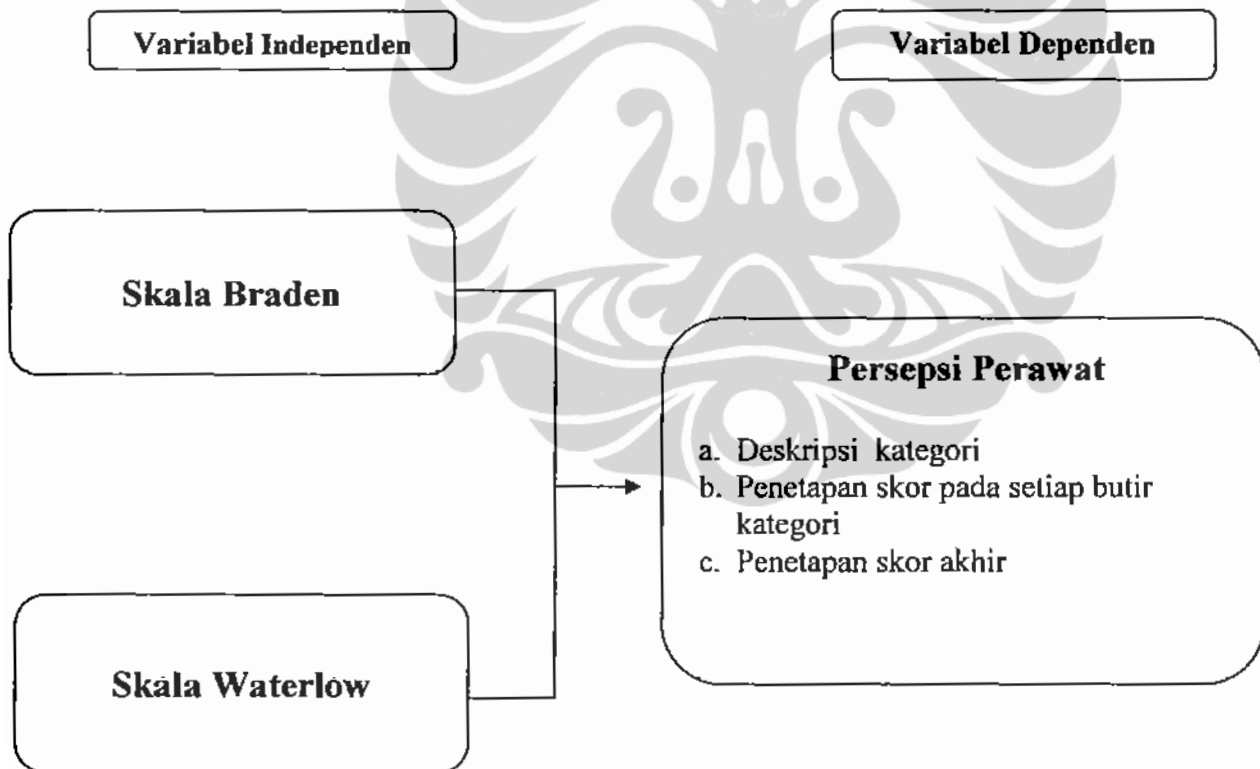 Variabel Independen
Variabel Dependen
Skala Braden
Persepsi Perawat
a. Deskripsi kategori
b. Penetapan skor pada setiap butir
kategori
c. Penetapan skor akhir
Skala Waterlow